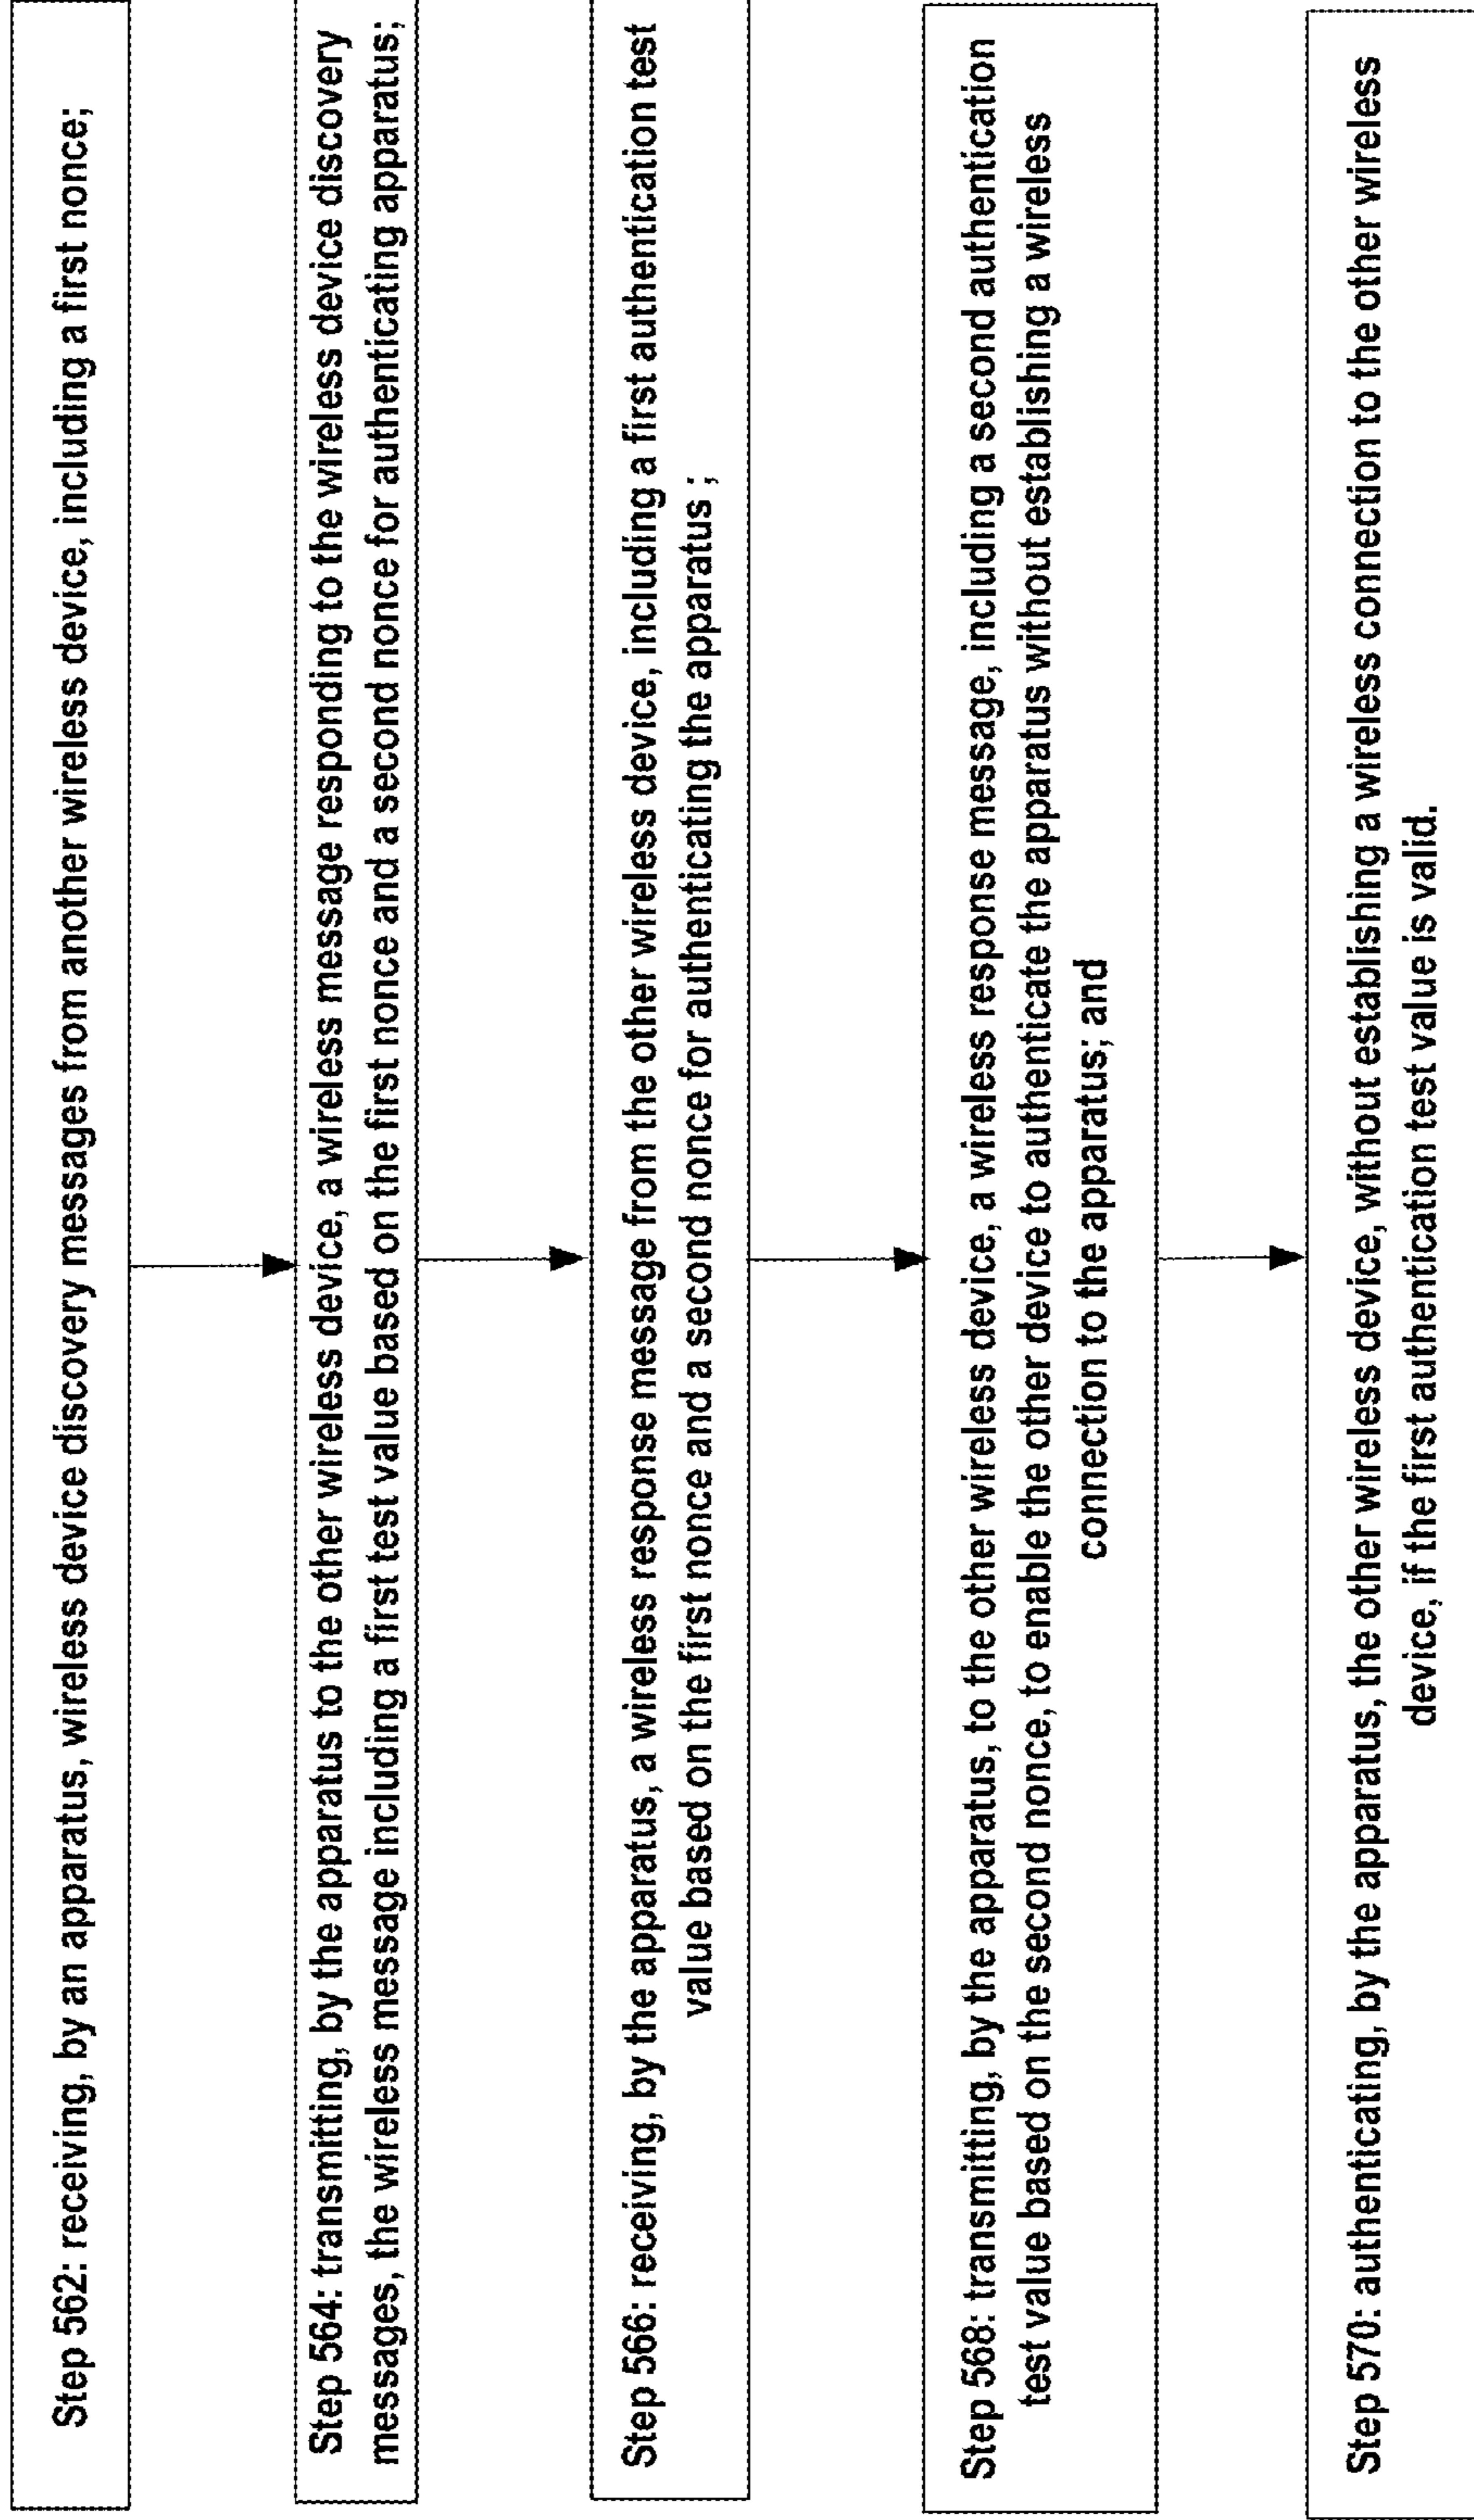 Step 562: receiving, by an apparatus, wireless device discovery messages from another wireless device, including a first nonce;
Step 564: transmitting, by the apparatus to the other wireless device, a wireless message responding to the wireless device discovery
messages, the wireless message including a first test value based on the first nonce and a second nonce for authenticating apparatus;
Step 566: receiving, by the apparatus, a wireless response message from the other wireless device, including a first authentication test
value based on the first nonce and a second nonce for authenticating the apparatus ;
Step 568: transmitting, by the apparatus, to the other wireless device, a wireless response message, including a second authentication
test value based on the second nonce, to enable the other device to authenticate the apparatus without establishing a wireless
connection to the apparatus; and
Step 570: authenticating, by the apparatus, the other wireless device, without establishing a wireless connection to the other wireless
device, if the first authentication test value is valid.